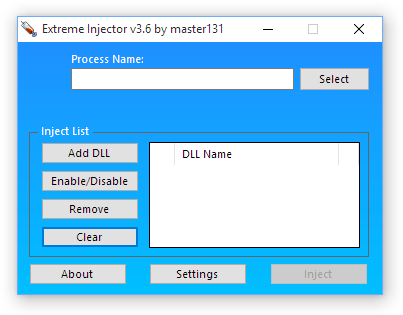 Extreme Injector v3.6 by master131
Process Name:
Select
Inject List
Add DLL
DLL Name
Enable/Disable
Remove
Clear
About
Settings
Inject